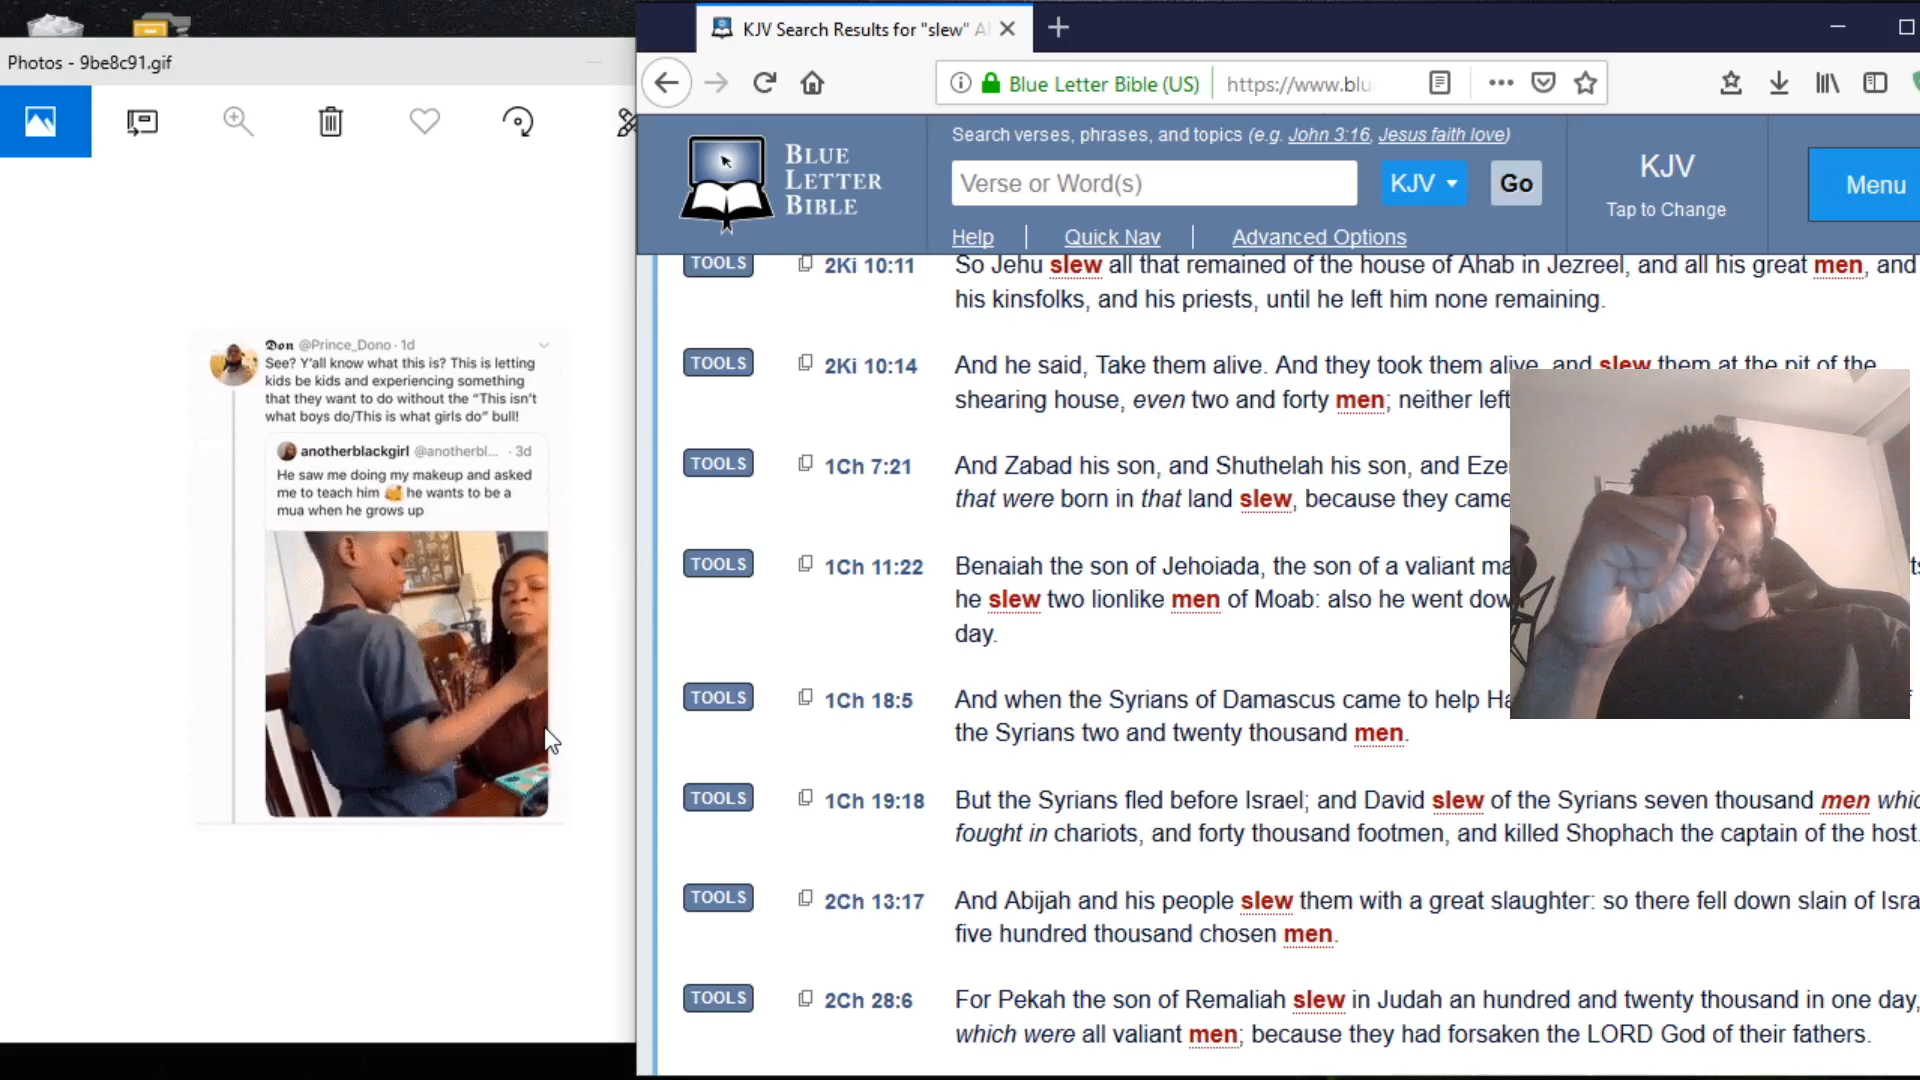 Photos - 9be8c91.gif
Don @Prince_Dono · 1d
See? Y'all know what this is? This is letting
kids be kids and experiencing something
that they want to do without the "This isn't
what boys do/This is what girls do" bull!
anotherblackgirl @anotherbl... · 3d
He saw me doing my makeup and asked
me to teach him 🥰 he wants to be a
mua when he grows up
KJV Search Results for "slew" A
Blue Letter Bible (US)
https://www.blu
BLUE
LETTER
BIBLE
Search verses, phrases, and topics (e.g. John 3:16, Jesus faith love)
Verse or Word(s)
KJV
Go
Help | Quick Nav | Advanced Options
KJV
Tap to Change
Menu
TOOLS 2Ki 10:11 So Jehu slew all that remained of the house of Ahab in Jezreel, and all his great men, and
his kinsfolks, and his priests, until he left him none remaining.
TOOLS 2Ki 10:14 And he said, Take them alive. And they took them alive, and slew them at the pit of the
shearing house, even two and forty men; neither left
TOOLS 1Ch 7:21 And Zabad his son, and Shuthelah his son, and Ezer
that were born in that land slew, because they came
TOOLS 1Ch 11:22 Benaiah the son of Jehoiada, the son of a valiant ma
he slew two lionlike men of Moab: also he went dow
day.
TOOLS 1Ch 18:5 And when the Syrians of Damascus came to help Ha
the Syrians two and twenty thousand men.
TOOLS 1Ch 19:18 But the Syrians fled before Israel; and David slew of the Syrians seven thousand men whic
fought in chariots, and forty thousand footmen, and killed Shophach the captain of the host.
TOOLS 2Ch 13:17 And Abijah and his people slew them with a great slaughter: so there fell down slain of Isra
five hundred thousand chosen men.
TOOLS 2Ch 28:6 For Pekah the son of Remaliah slew in Judah an hundred and twenty thousand in one day,
which were all valiant men; because they had forsaken the LORD God of their fathers.